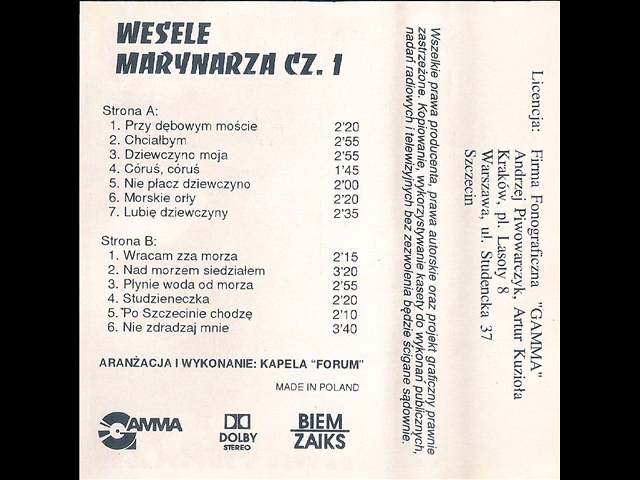 WESELE
MARYNARZA CZ. 1
Strona A:
1. Przy dębowym moście 2'20
2. Chciałbym 2'55
3. Dziewczyno moja 2'55
4. Córuś, córuś 1'45
5. Nie płacz dziewczyno 2'00
6. Morskie orły 2'20
7. Lubię dziewczyny 2'35
Strona B:
1. Wracam zza morza 2'15
2. Nad morzem siedziałem 3'20
3. Płynie woda od morza 2'55
4. Studzieneczka 2'20
5. Po Szczecinie chodzę 2'10
6. Nie zdradzaj mnie 3'40
ARANŻACJA I WYKONANIE: KAPELA "FORUM"
MADE IN POLAND
GAMMA
DOLBY
STEREO
BIEM
ZAIKS
Wszelkie prawa producenta, prawa autorskie oraz projekt graficzny prawnie
zastrzeżone. Kopiowanie, wykorzystywanie kasety do wykonań publicznych,
nadań radiowych i telewizyjnych bez zezwolenia będzie ścigane sądownie.
Licencja: Firma Fonograficzna "GAMMA"
Andrzej Piwowarczyk, Artur Kuzioła
Kraków, pl. Lasoty 8
Warszawa, ul. Studencka 37
Szczecin